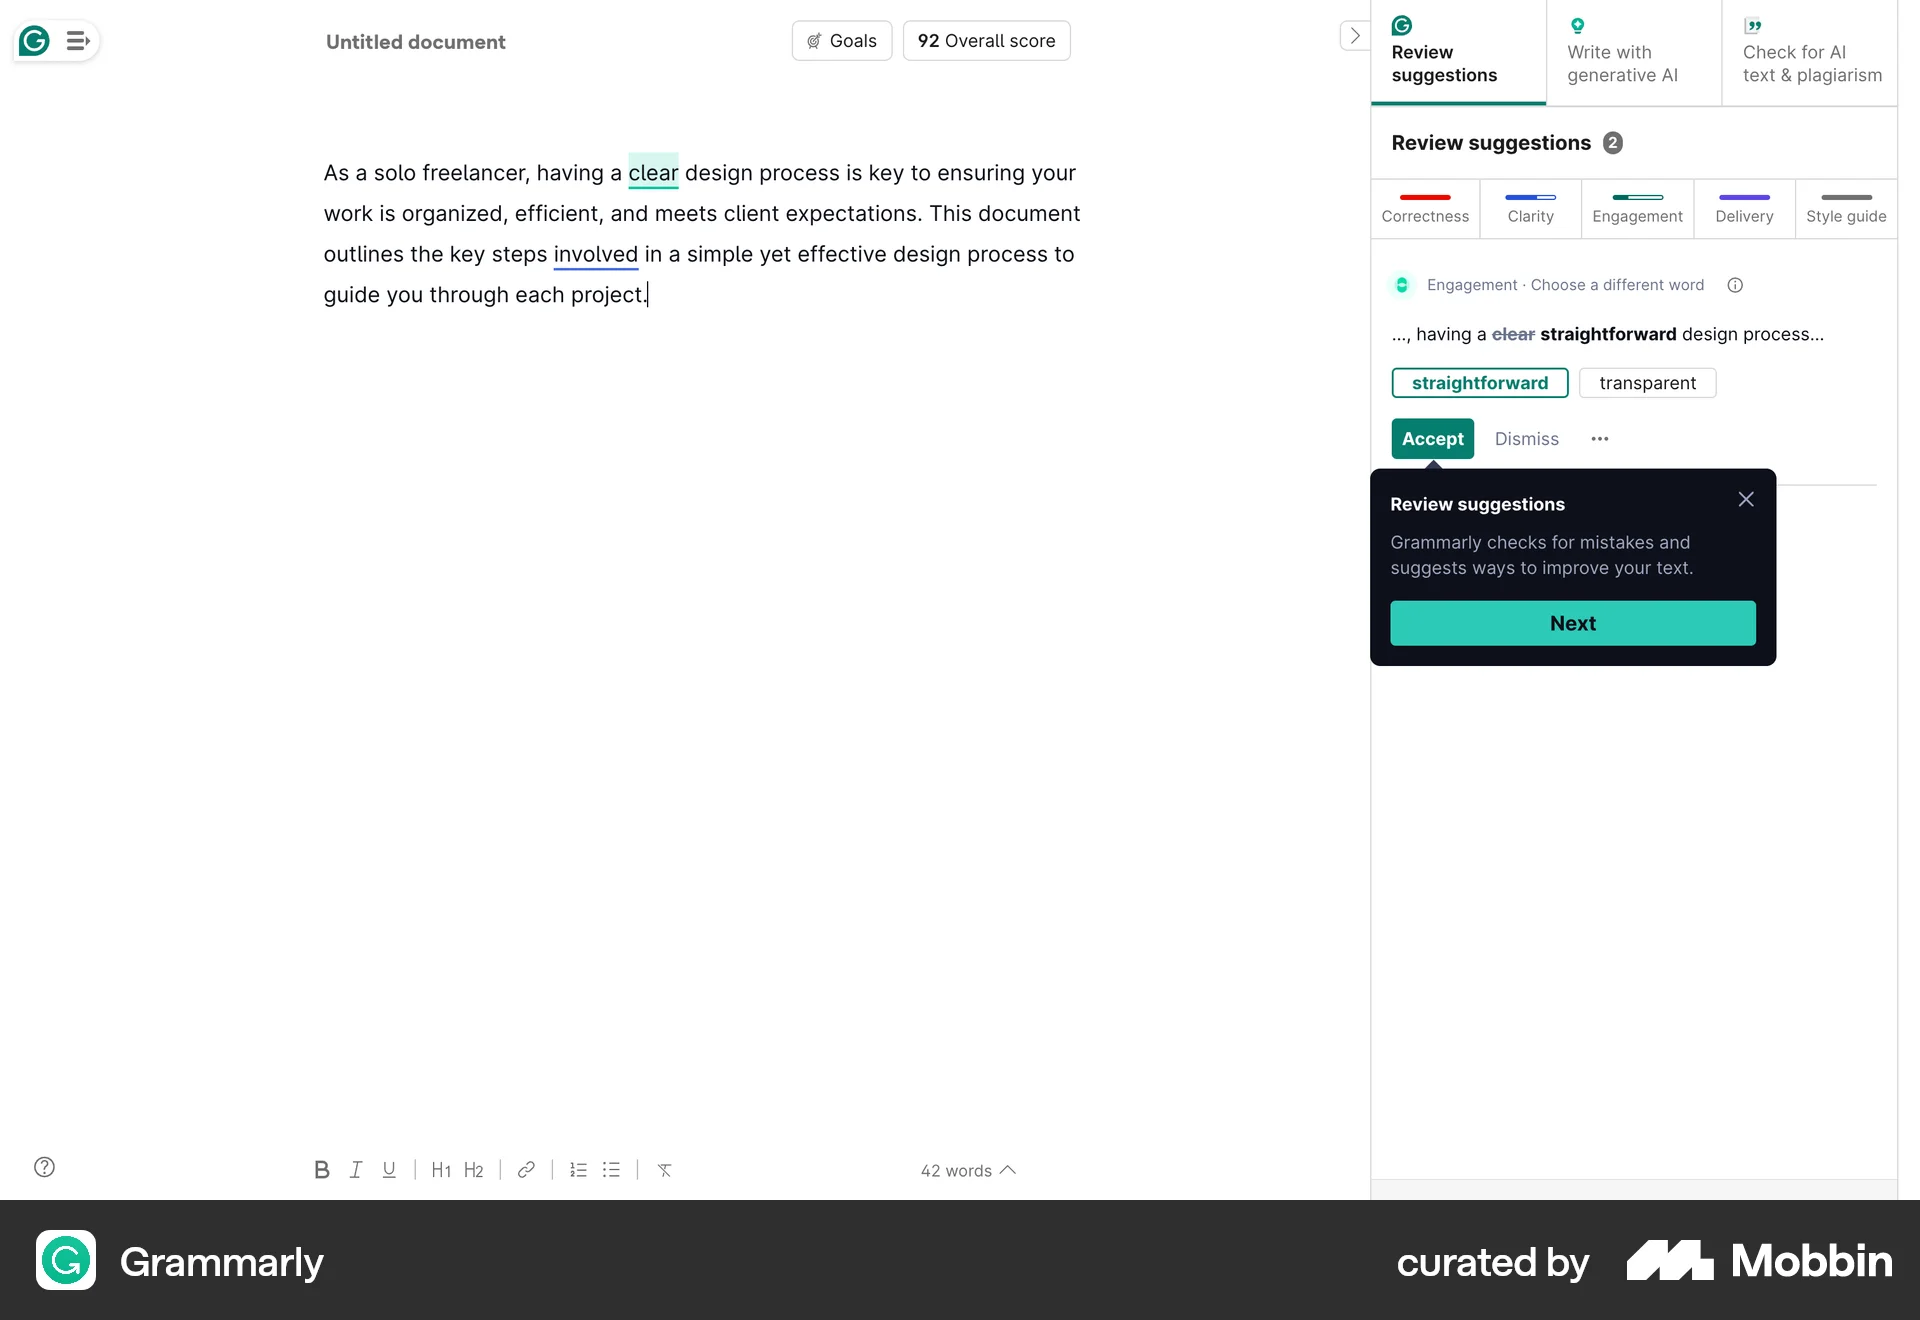 Untitled document
Goals
92 Overall score
As a solo freelancer, having a clear design process is key to ensuring your
work is organized, efficient, and meets client expectations. This document
outlines the key steps involved in a simple yet effective design process to
guide you through each project.
B I U H1 H2
42 words
Review
suggestions
Write with
generative AI
Check for AI
text & plagiarism
Review suggestions 2
Correctness
Clarity
Engagement
Delivery
Style guide
Engagement · Choose a different word
..., having a clear straightforward design process...
straightforward
transparent
Accept
Dismiss
Review suggestions
Grammarly checks for mistakes and
suggests ways to improve your text.
Next
Grammarly
curated by
Mobbin